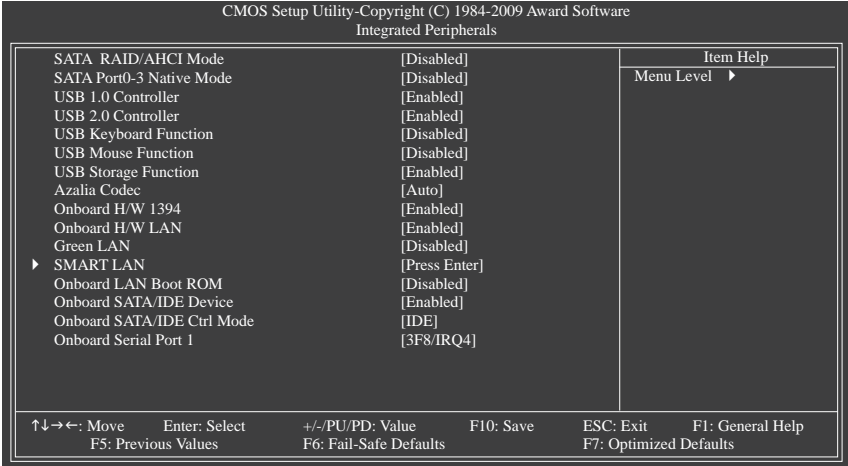 CMOS Setup Utility-Copyright (C) 1984-2009 Award Software
Integrated Peripherals
SATA RAID/AHCI Mode [Disabled]
SATA Port0-3 Native Mode [Disabled]
USB 1.0 Controller [Enabled]
USB 2.0 Controller [Enabled]
USB Keyboard Function [Disabled]
USB Mouse Function [Disabled]
USB Storage Function [Enabled]
Azalia Codec [Auto]
Onboard H/W 1394 [Enabled]
Onboard H/W LAN [Enabled]
Green LAN [Disabled]
SMART LAN [Press Enter]
Onboard LAN Boot ROM [Disabled]
Onboard SATA/IDE Device [Enabled]
Onboard SATA/IDE Ctrl Mode [IDE]
Onboard Serial Port 1 [3F8/IRQ4]
Item Help
Menu Level
↑↓→←: Move Enter: Select +/-/PU/PD: Value F10: Save ESC: Exit F1: General Help
F5: Previous Values F6: Fail-Safe Defaults F7: Optimized Defaults